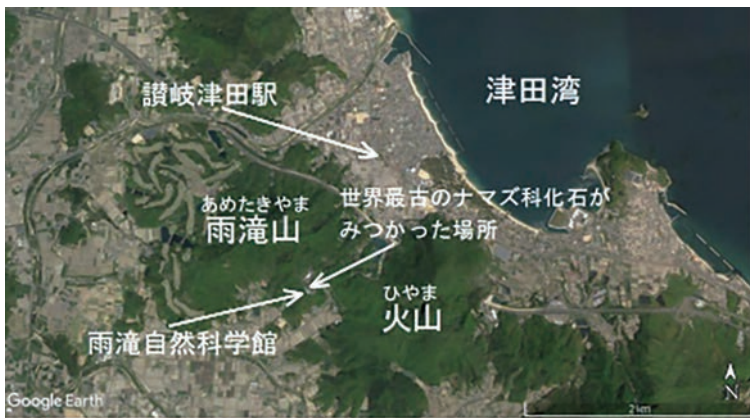 讃岐津田駅
津田湾
あめたきやま
雨滝山
世界最古のナマズ科化石が
みつかった場所
ひやま
火山
雨滝自然科学館
Google Earth
N
2 km